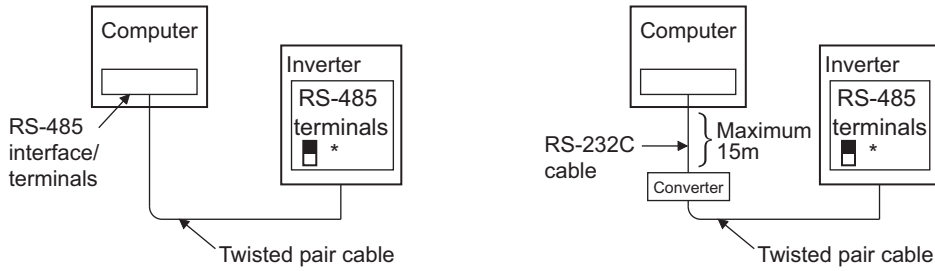 Computer
RS-485
interface/
terminals
Inverter
RS-485
terminals
*
Twisted pair cable
Computer
RS-232C
cable
Maximum
15m
Converter
Inverter
RS-485
terminals
*
Twisted pair cable